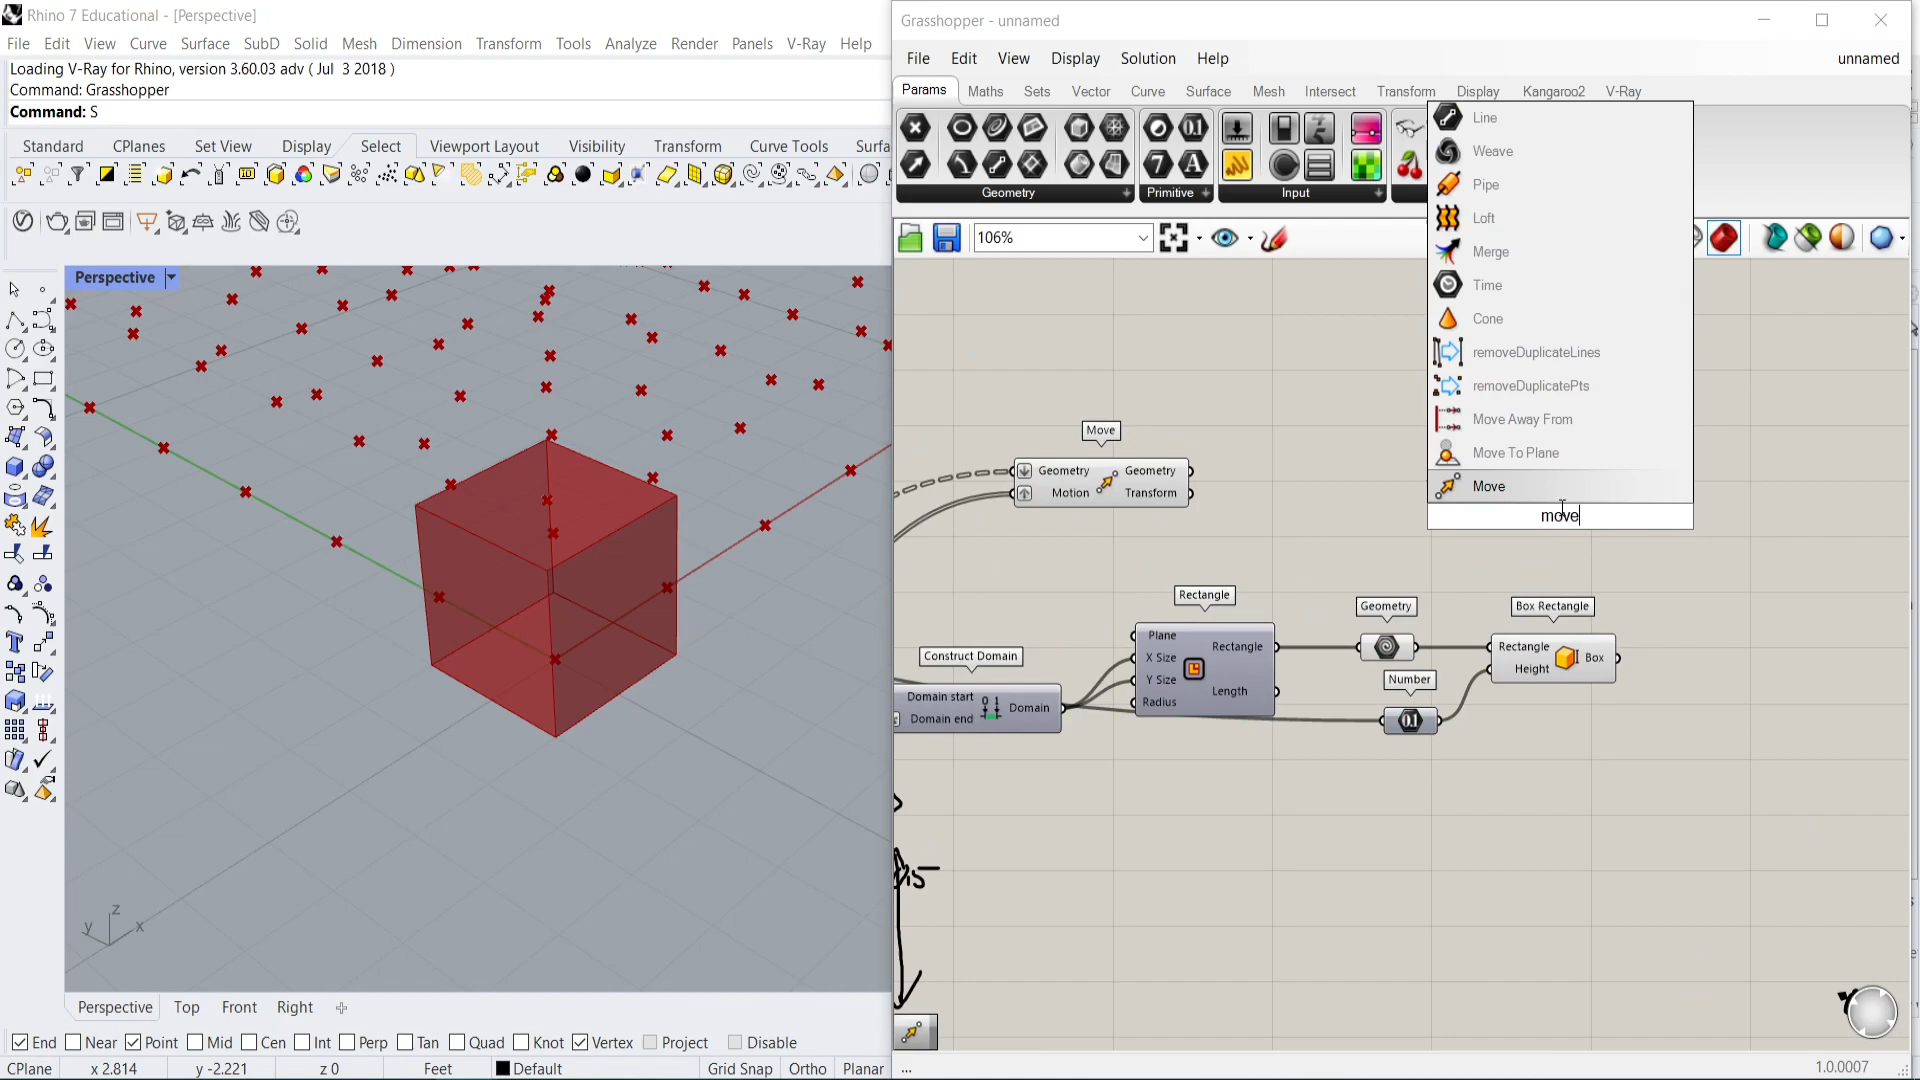 Rhino 7 Educational - [Perspective]
File Edit View Curve Surface SubD Solid Mesh Dimension Transform Tools Analyze Render Panels V-Ray Help
Loading V-Ray for Rhino, version 3.60.03 adv ( Jul 3 2018 )
Command: Grasshopper
Command: S
Standard CPlanes Set View Display Select Viewport Layout Visibility Transform Curve Tools Surfa
Perspective
z
y x
Perspective Top Front Right
End Near Point Mid Cen Int Perp Tan Quad Knot Vertex Project Disable
CPlane x 2.814 y -2.221 z 0 Feet Default Grid Snap Ortho Planar
Grasshopper - unnamed
File Edit View Display Solution Help unnamed
Params Maths Sets Vector Curve Surface Mesh Intersect Transform Display Kangaroo2 V-Ray
Geometry Primitive Input
106%
Line
Weave
Pipe
Loft
Merge
Time
Cone
removeDuplicateLines
removeDuplicatePts
Move Away From
Move To Plane
Move
move
Move
Geometry Geometry
Motion Transform
Construct Domain
Domain start
Domain end
Domain
0 1
Rectangle
Plane
X Size
Y Size
Radius
Rectangle
Length
Geometry
Number
0.1
Box Rectangle
Rectangle
Height
Box
1.0.0007